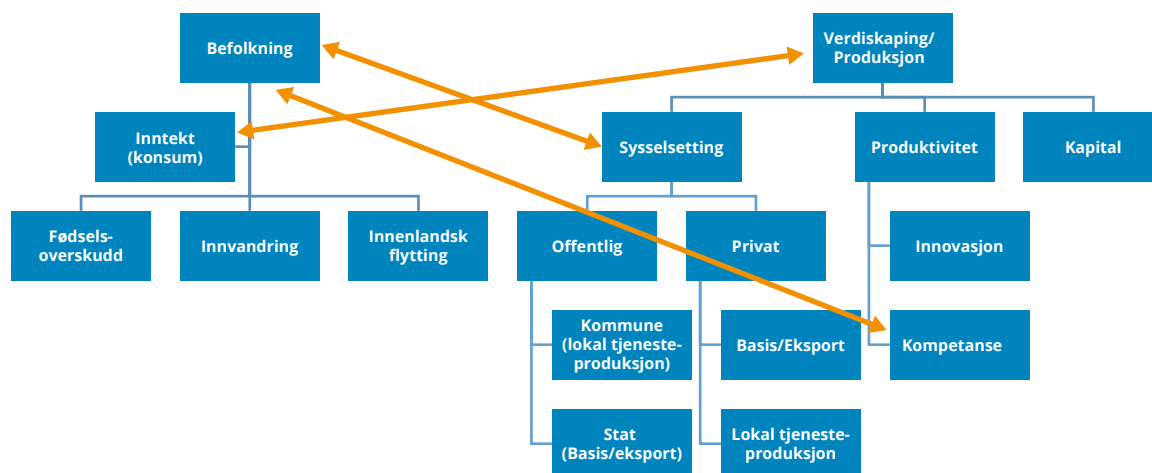 Befolkning
Verdiskaping/
Produksjon
Inntekt
(konsum)
Sysselsetting
Produktivitet
Kapital
Fødsels-
overskudd
Innvandring
Innenlandsk
flytting
Offentlig
Privat
Innovasjon
Kommune
(lokal tjeneste-
produksjon)
Basis/Eksport
Kompetanse
Stat
(Basis/eksport)
Lokal tjeneste-
produksjon